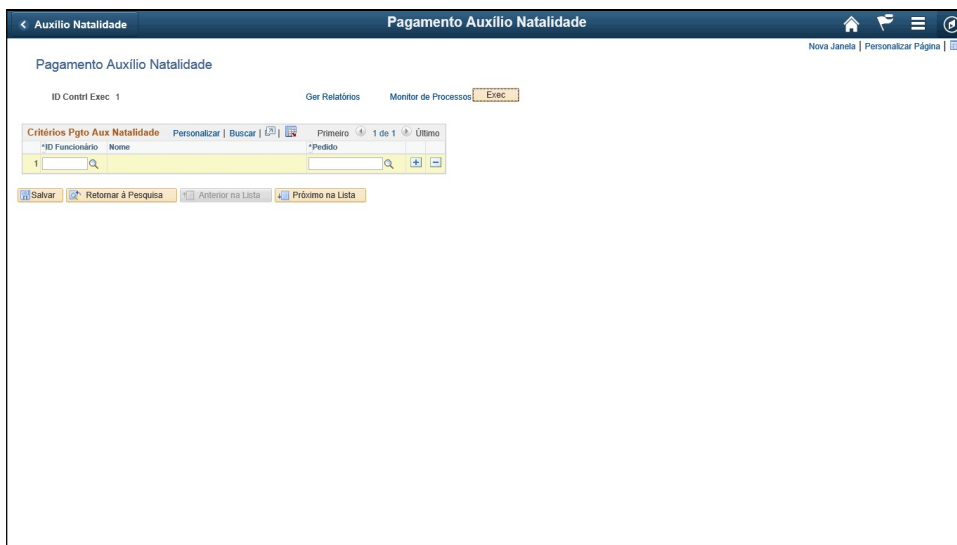 Auxílio Natalidade
Pagamento Auxílio Natalidade
Nova Janela | Personalizar Página |
Pagamento Auxílio Natalidade
ID Contrl Exec 1 Ger Relatórios Monitor de Processos Exec
Critérios Pgto Aux Natalidade Personalizar | Buscar | | Primeiro 1 de 1 Último
*ID Funcionário Nome *Pedido
1
Salvar Retornar à Pesquisa Anterior na Lista Próximo na Lista